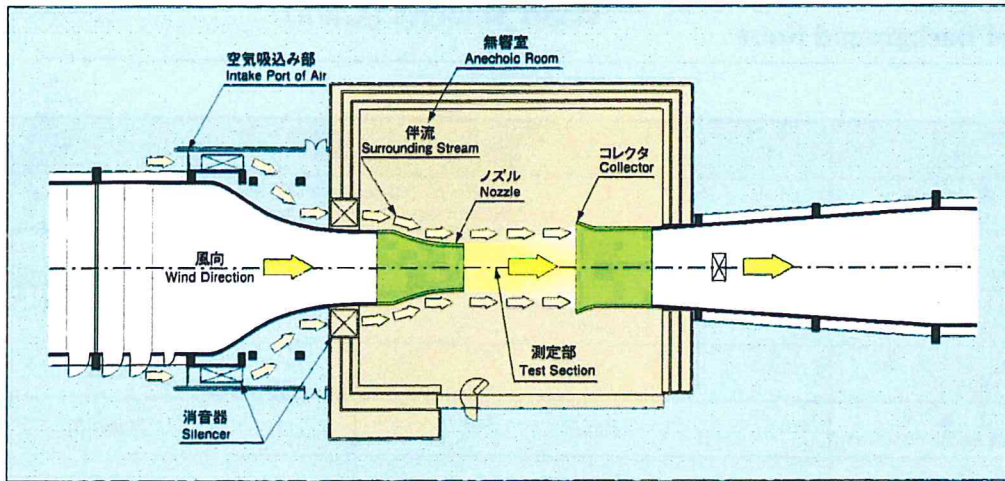 無響室
Anechoic Room
空気吸込み部
Intake Port of Air
伴流
Surrounding Stream
コレクタ
Collector
ノズル
Nozzle
風向
Wind Direction
測定部
Test Section
消音器
Silencer